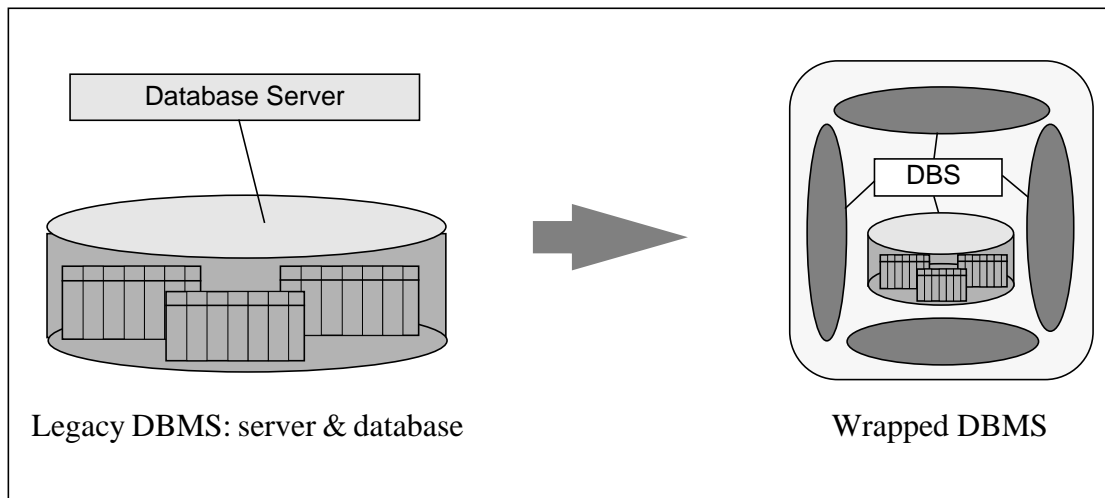 Database Server
DBS
Legacy DBMS: server & database
Wrapped DBMS